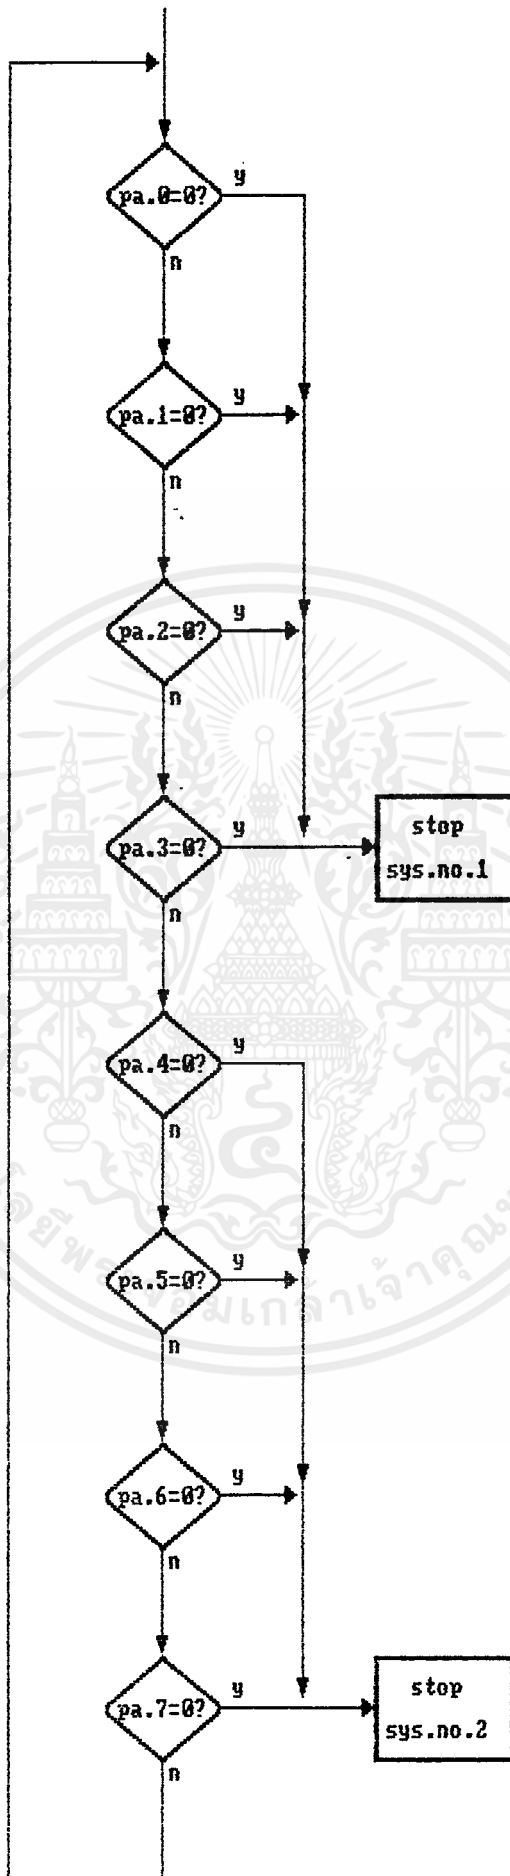 y
pa.0=0?
n
y
pa.1=0?
n
y
pa.2=0?
n
y
pa.3=0?
n
stop
sys.no.1
y
pa.4=0?
n
y
pa.5=0?
n
y
pa.6=0?
n
y
pa.7=0?
n
stop
sys.no.2